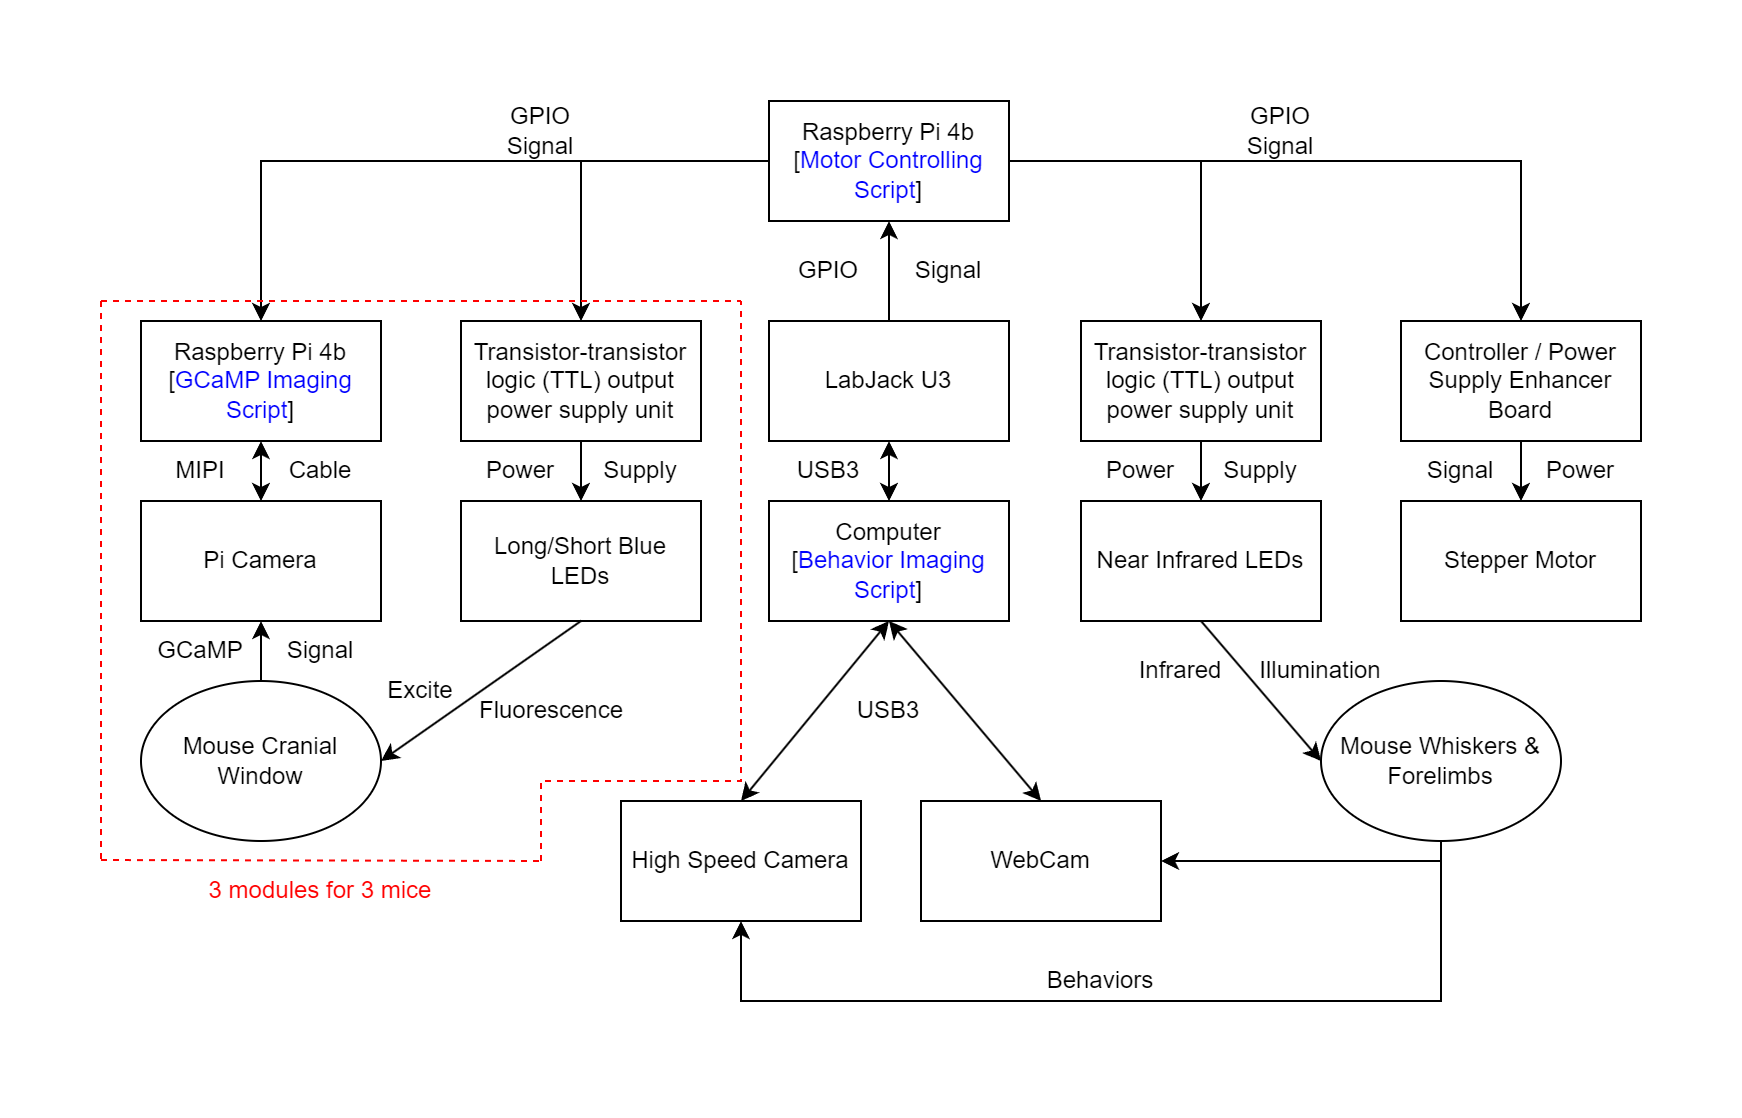 GPIO
Signal
Raspberry Pi 4b
[Motor Controlling
Script]
GPIO
Signal
GPIO Signal
Raspberry Pi 4b
[GCaMP Imaging
Script]
Transistor-transistor
logic (TTL) output
power supply unit
LabJack U3
Transistor-transistor
logic (TTL) output
power supply unit
Controller / Power
Supply Enhancer
Board
MIPI Cable
Power Supply
USB3
Power Supply
Signal Power
Pi Camera
Long/Short Blue
LEDs
Computer
[Behavior Imaging
Script]
Near Infrared LEDs
Stepper Motor
GCaMP Signal
Excite
Fluorescence
USB3
Infrared Illumination
Mouse Cranial
Window
Mouse Whiskers &
Forelimbs
High Speed Camera
WebCam
3 modules for 3 mice
Behaviors